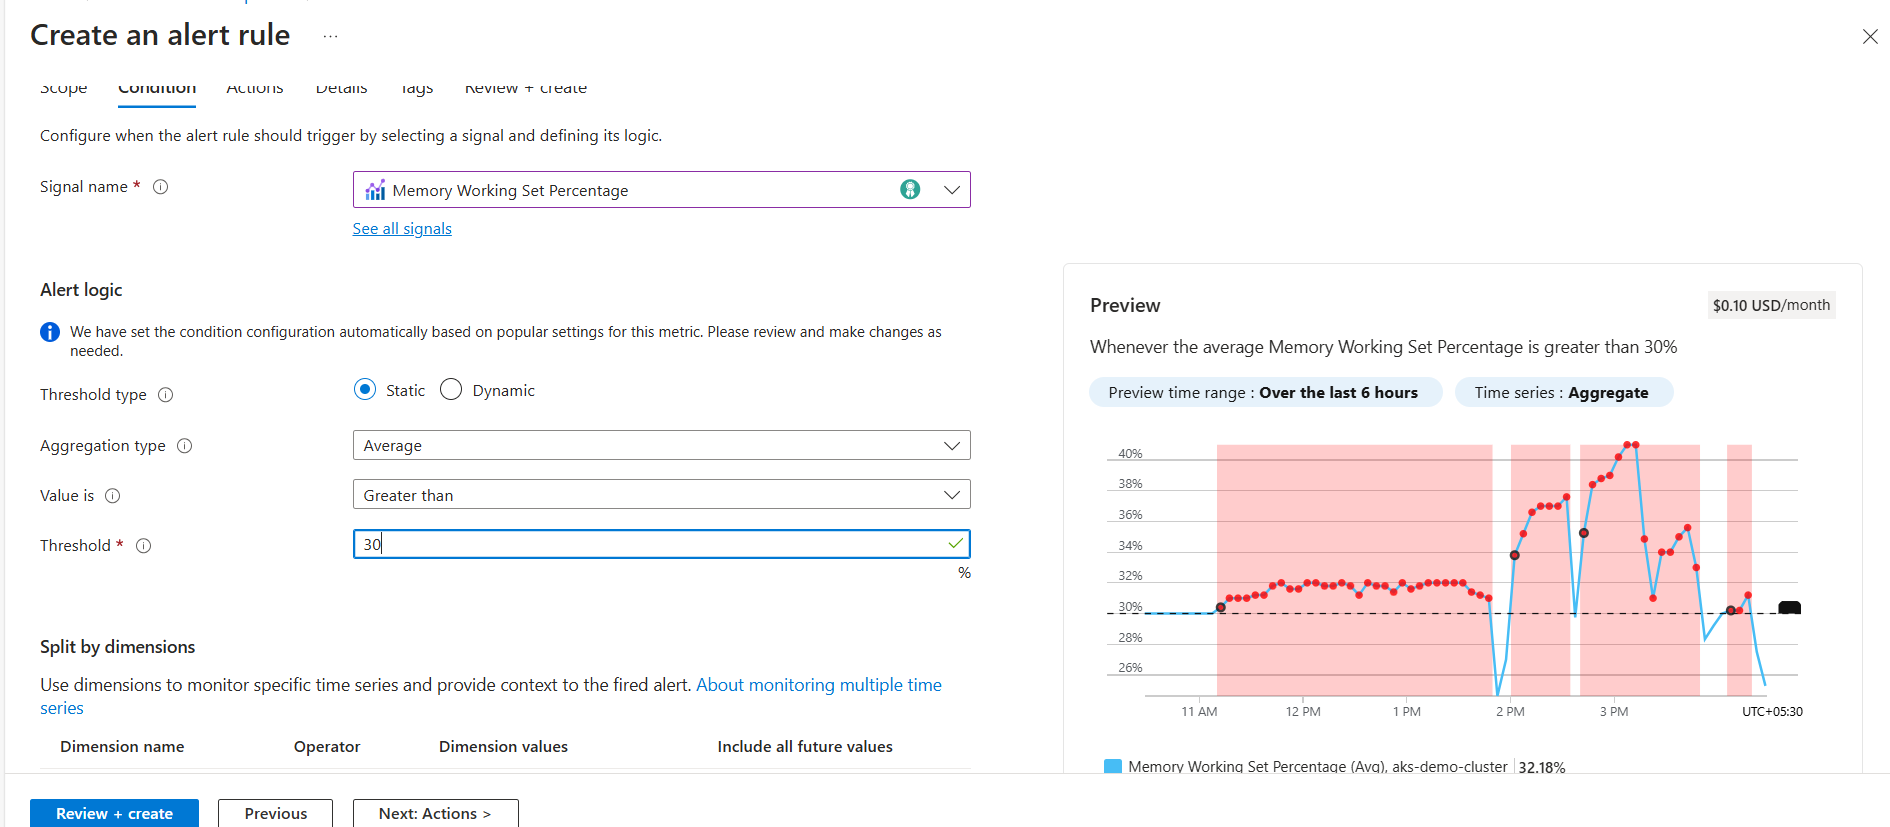 Create an alert rule ...
Scope Condition Actions Details Tags Review + create
Configure when the alert rule should trigger by selecting a signal and defining its logic.
Signal name *
Memory Working Set Percentage
See all signals
Alert logic
We have set the condition configuration automatically based on popular settings for this metric. Please review and make changes as
needed.
Threshold type
Static Dynamic
Aggregation type
Average
Value is
Greater than
Threshold *
30
%
Split by dimensions
Use dimensions to monitor specific time series and provide context to the fired alert. About monitoring multiple time
series
Dimension name Operator Dimension values Include all future values
Preview
$0.10 USD/month
Whenever the average Memory Working Set Percentage is greater than 30%
Preview time range : Over the last 6 hours Time series : Aggregate
40%
38%
36%
34%
32%
30%
28%
26%
11 AM 12 PM 1 PM 2 PM 3 PM UTC+05:30
Memory Working Set Percentage (Avg), aks-demo-cluster 32.18%
Review + create Previous Next: Actions >